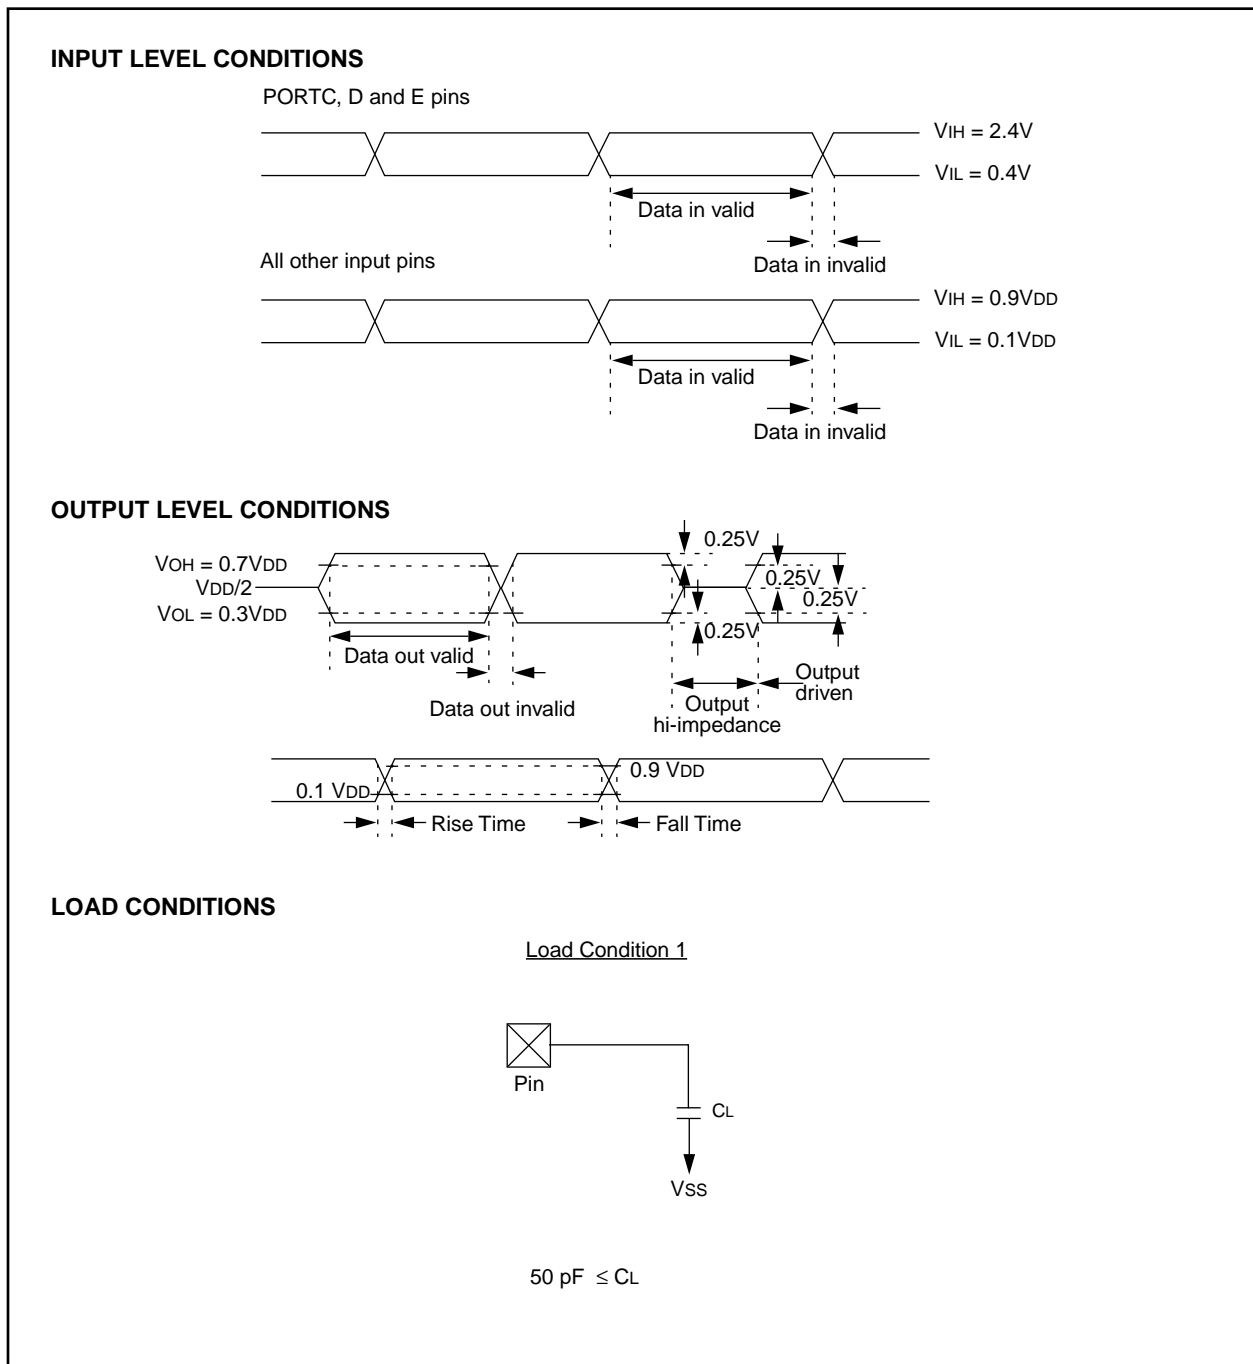 INPUT LEVEL CONDITIONS
PORTC, D and E pins
VIH = 2.4V
VIL = 0.4V
Data in valid
Data in invalid
All other input pins
VIH = 0.9VDD
VIL = 0.1VDD
Data in valid
Data in invalid
OUTPUT LEVEL CONDITIONS
0.25V
VOH = 0.7VDD
VDD/2
0.25V
VOL = 0.3VDD
0.25V
0.25V
Data out valid
Output
driven
Data out invalid
Output
hi-impedance
0.9 VDD
0.1 VDD
Rise Time
Fall Time
LOAD CONDITIONS
Load Condition 1
Pin
CL
VSS
50 pF ≤ CL